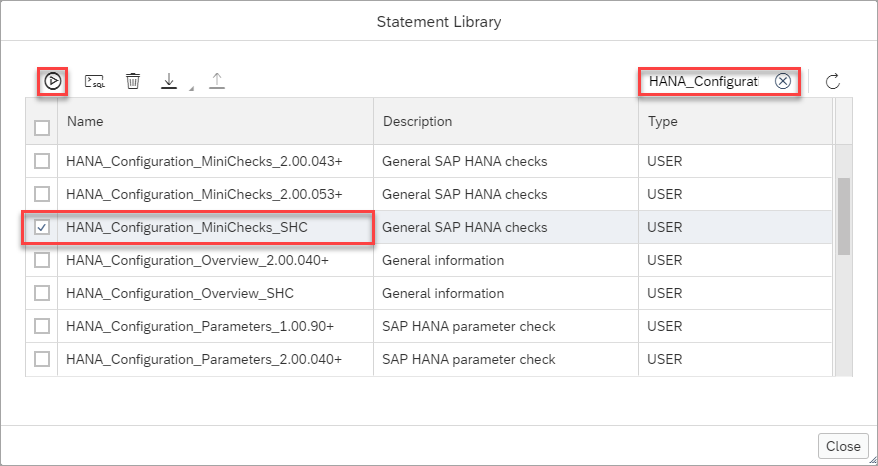 Statement Library
SQL HANA_Configurat
Name Description Type
HANA_Configuration_MiniChecks_2.00.043+ General SAP HANA checks USER
HANA_Configuration_MiniChecks_2.00.053+ General SAP HANA checks USER
HANA_Configuration_MiniChecks_SHC General SAP HANA checks USER
HANA_Configuration_Overview_2.00.040+ General information USER
HANA_Configuration_Overview_SHC General information USER
HANA_Configuration_Parameters_1.00.90+ SAP HANA parameter check USER
HANA_Configuration_Parameters_2.00.040+ SAP HANA parameter check USER
Close